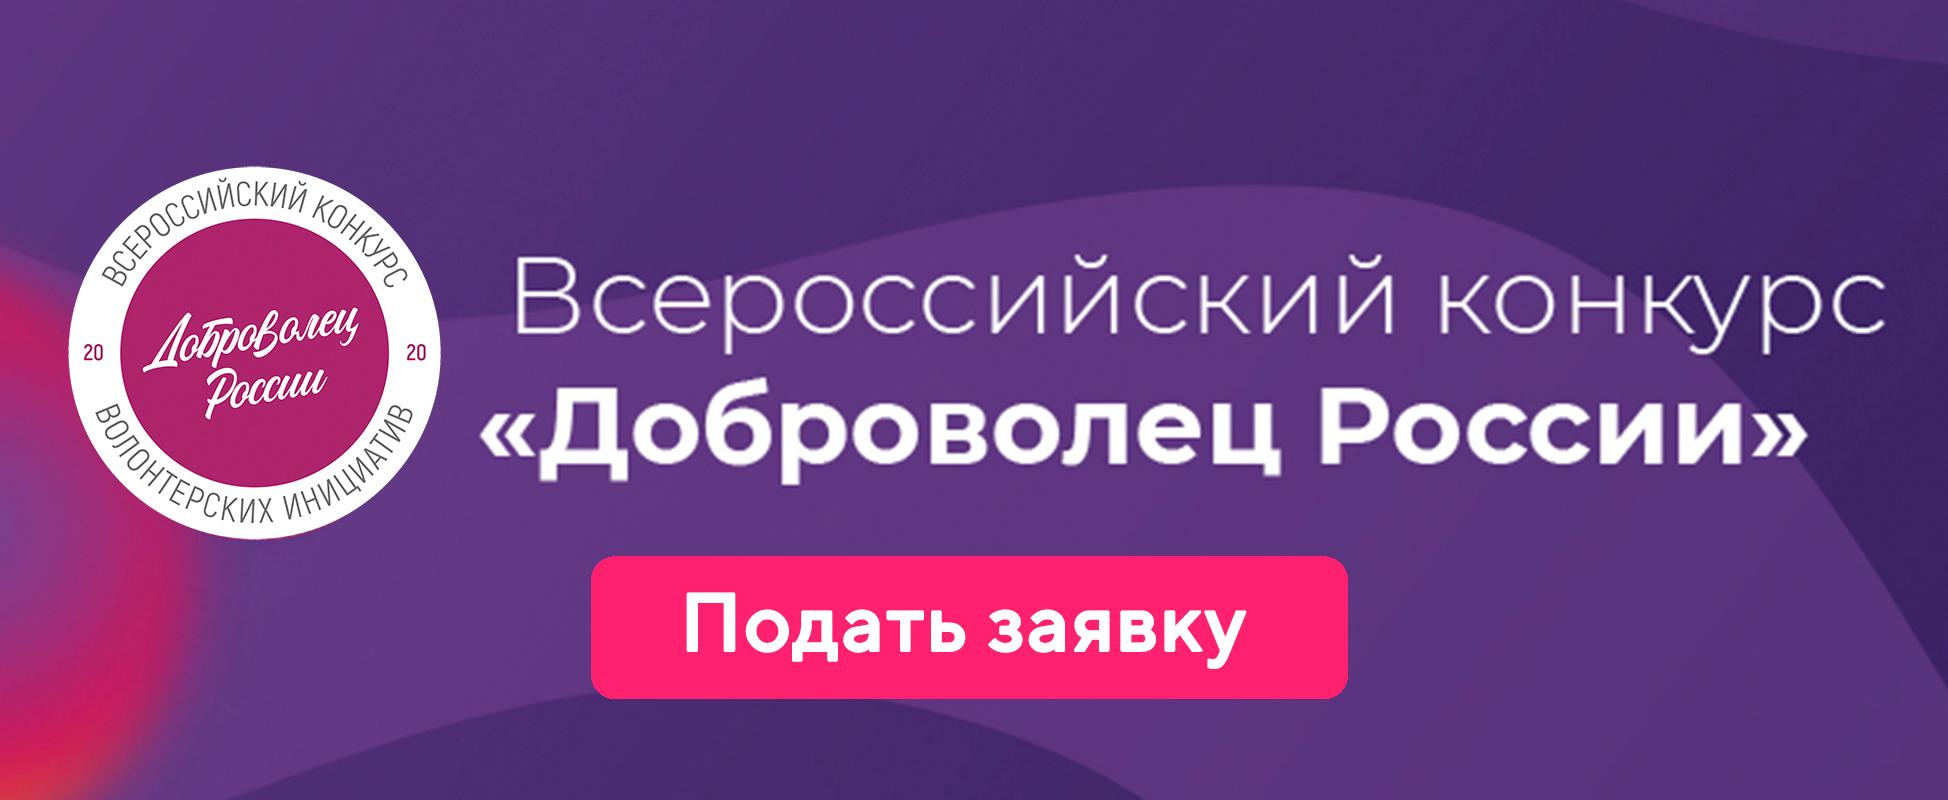 ВСЕРОССИЙСКИЙ КОНКУРС
Доброволец
России
20 20
ВОЛОНТЕРСКИХ ИНИЦИАТИВ
Всероссийский конкурс
«Доброволец России»
Подать заявку